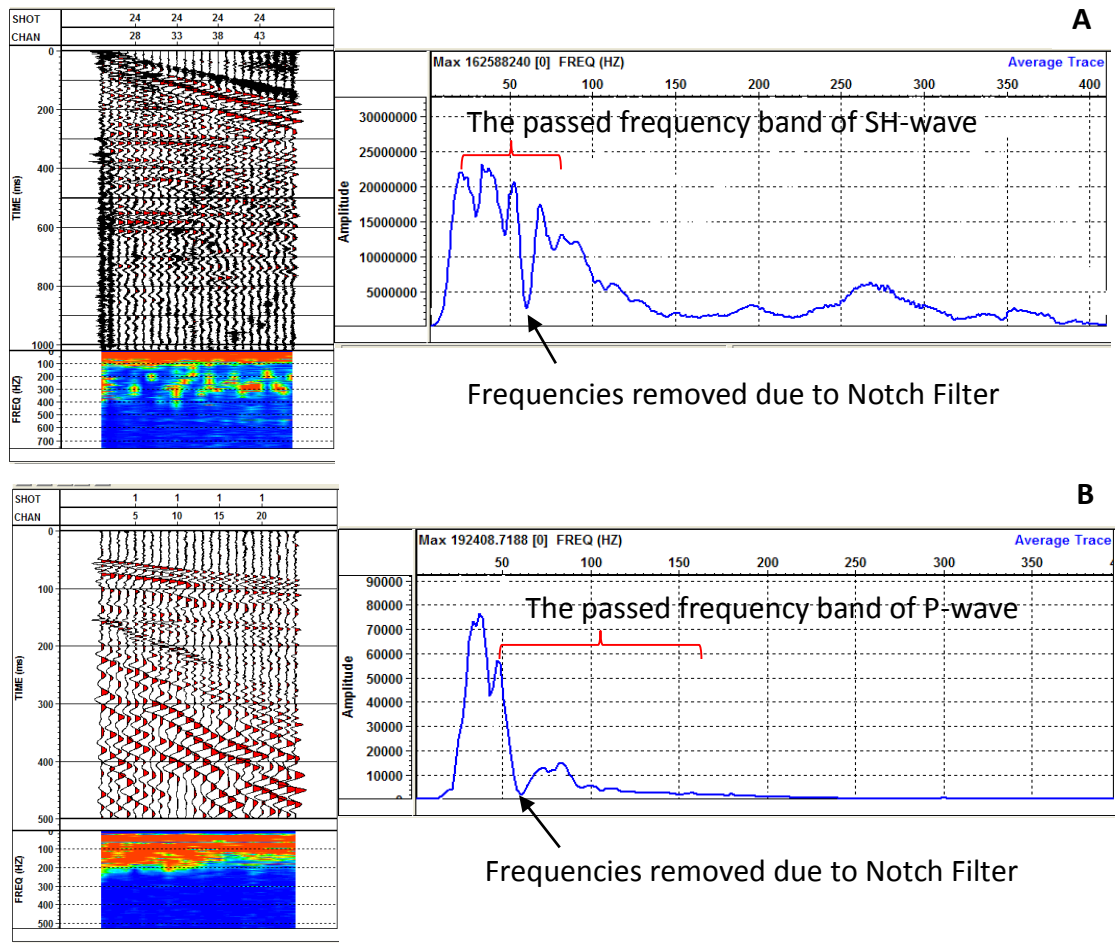 A
SHOT 24 24 24 24
CHAN 28 33 38 43
Max 162588240 [0] FREQ (HZ) Average Trace
50 100 150 200 250 300 350 400
TIME (ms)
0
200
400
600
800
1000
Amplitude
30000000
25000000
20000000
15000000
10000000
5000000
0
The passed frequency band of SH-wave
Frequencies removed due to Notch Filter
FREQ (HZ)
0
100
200
300
400
500
600
700
B
SHOT 1 1 1 1
CHAN 5 10 15 20
Max 192408.7188 [0] FREQ (HZ) Average Trace
50 100 150 200 250 300 350
TIME (ms)
0
100
200
300
400
500
Amplitude
90000
80000
70000
60000
50000
40000
30000
20000
10000
The passed frequency band of P-wave
Frequencies removed due to Notch Filter
FREQ (HZ)
0
100
200
300
400
500